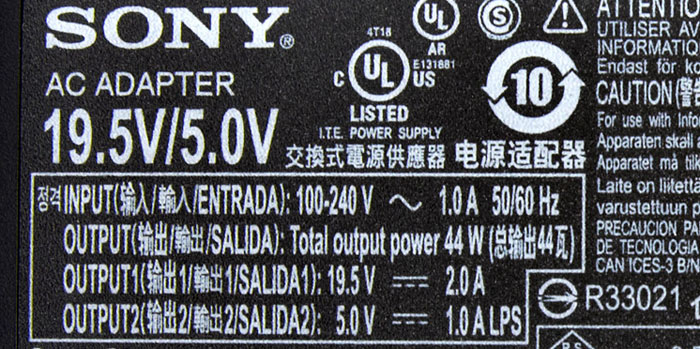 SONY®
AC ADAPTER
19.5V/5.0V
4T18
UL
AR
E131881
C UL US
LISTED
I.T.E. POWER SUPPLY
交換式電源供應器 电源适配器
S
10
정격 INPUT(输入/輸入/ENTRADA): 100-240 V ～ 1.0 A 50/60 Hz
OUTPUT(输出/輸出/SALIDA): Total output power 44 W (总输出44瓦)
OUTPUT1(输出1/輸出1/SALIDA1): 19.5 V ⎓ 2.0 A
OUTPUT2(输出2/輸出2/SALIDA2): 5.0 V ⎓ 1.0 A LPS
ATTENTIO
UTILISER AV
INFORMATIQ
Endast för ko
CAUTION(警
For use with Infor
Apparaten skall a
Apparatet må tilk
Laite on liitett
varustettuun p
PRECAUCION PA
DE TECNOLOGIA
CAN ICES-3 B/N
R33021